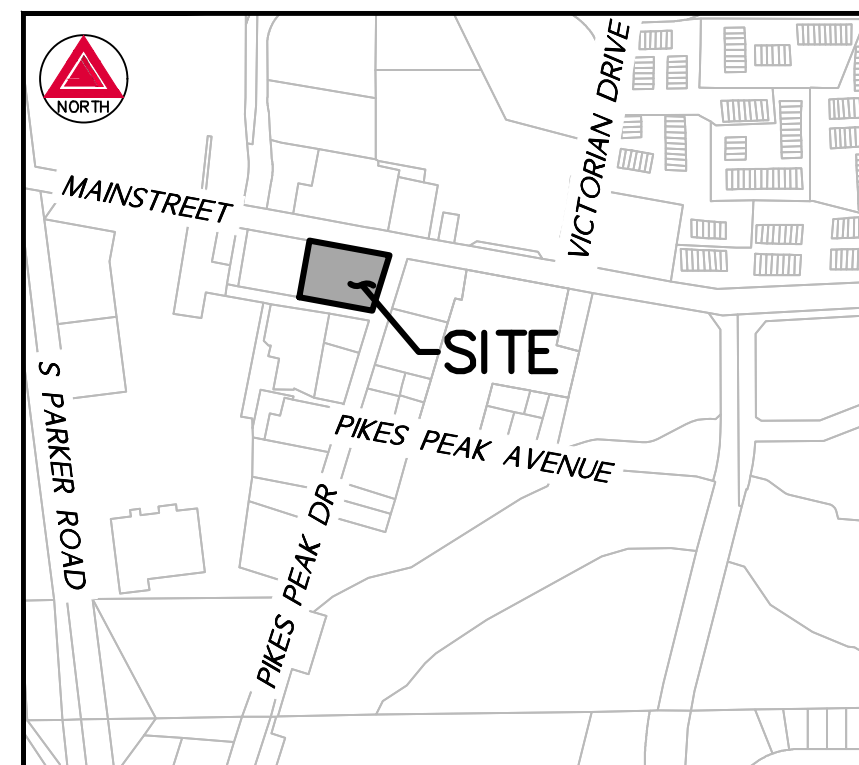 NORTH
VICTORIAN DRIVE
MAINSTREET
SITE
S PARKER ROAD
PIKES PEAK AVENUE
PIKES PEAK DR